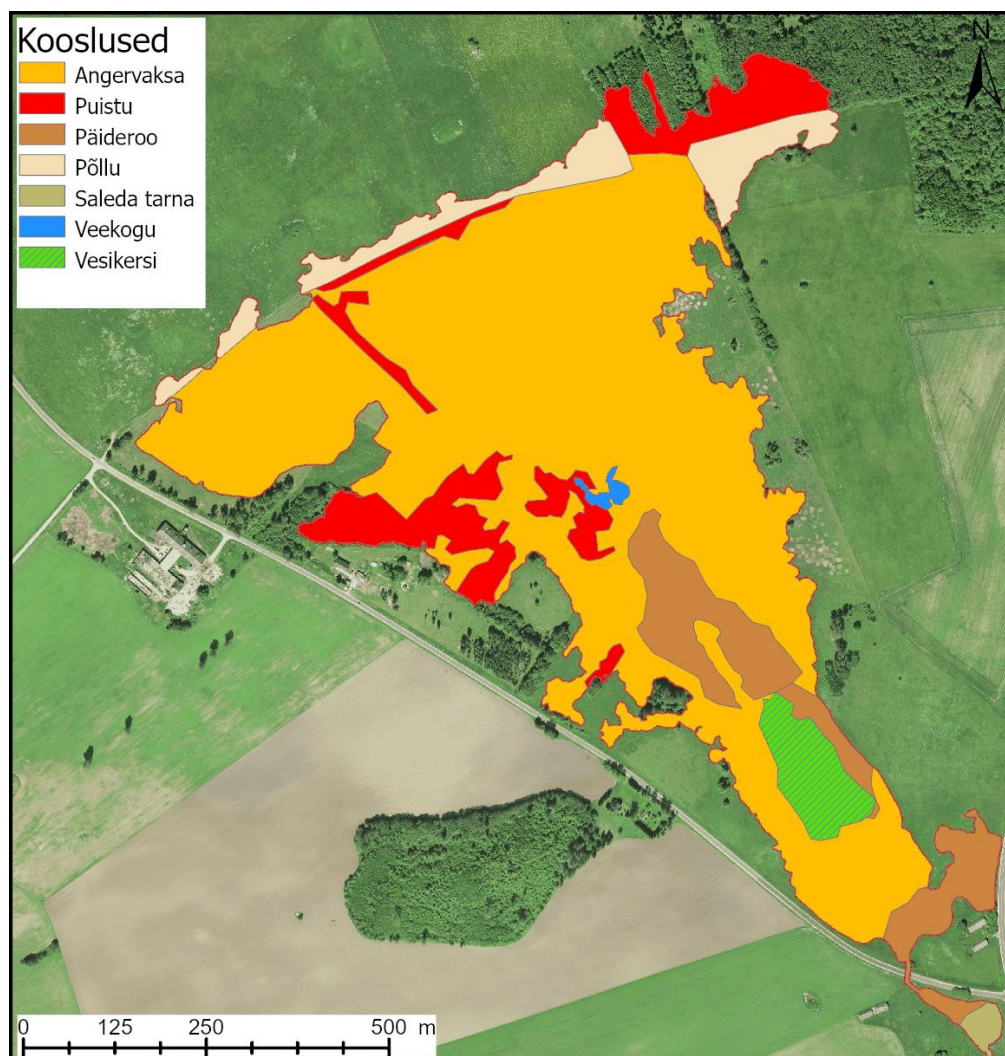 Kooslused
Angervaksa
Puistu
Päideroo
Põllu
Saleda tarna
Veekogu
Vesikersi
N
0 125 250 500 m